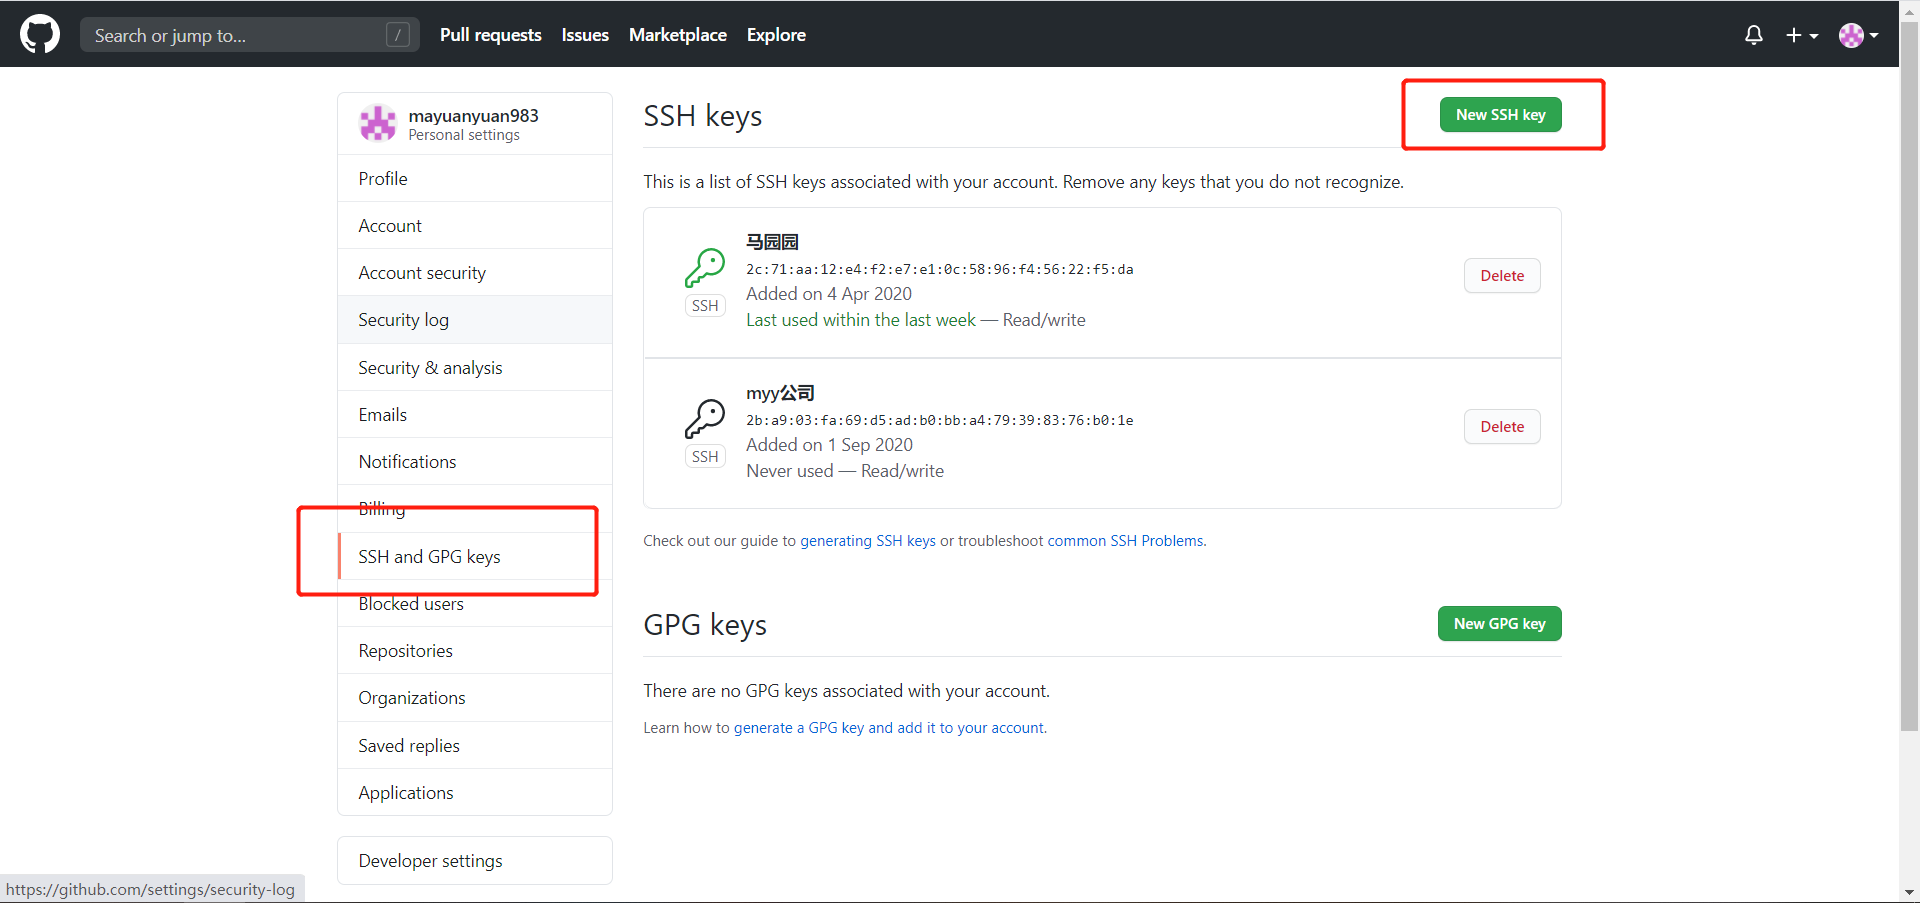 Search or jump to...
/
Pull requests
Issues
Marketplace
Explore
mayuanyuan983
Personal settings
Profile
Account
Account security
Security log
Security & analysis
Emails
Notifications
Billing
SSH and GPG keys
Blocked users
Repositories
Organizations
Saved replies
Applications
Developer settings
SSH keys
New SSH key
This is a list of SSH keys associated with your account. Remove any keys that you do not recognize.
马园园
2c:71:aa:12:e4:f2:e7:e1:0c:58:96:f4:56:22:f5:da
Added on 4 Apr 2020
Last used within the last week — Read/write
SSH
Delete
myy公司
2b:a9:03:fa:69:d5:ad:b0:bb:a4:79:39:83:76:b0:1e
Added on 1 Sep 2020
Never used — Read/write
SSH
Delete
Check out our guide to generating SSH keys or troubleshoot common SSH Problems.
GPG keys
New GPG key
There are no GPG keys associated with your account.
Learn how to generate a GPG key and add it to your account.
https://github.com/settings/security-log